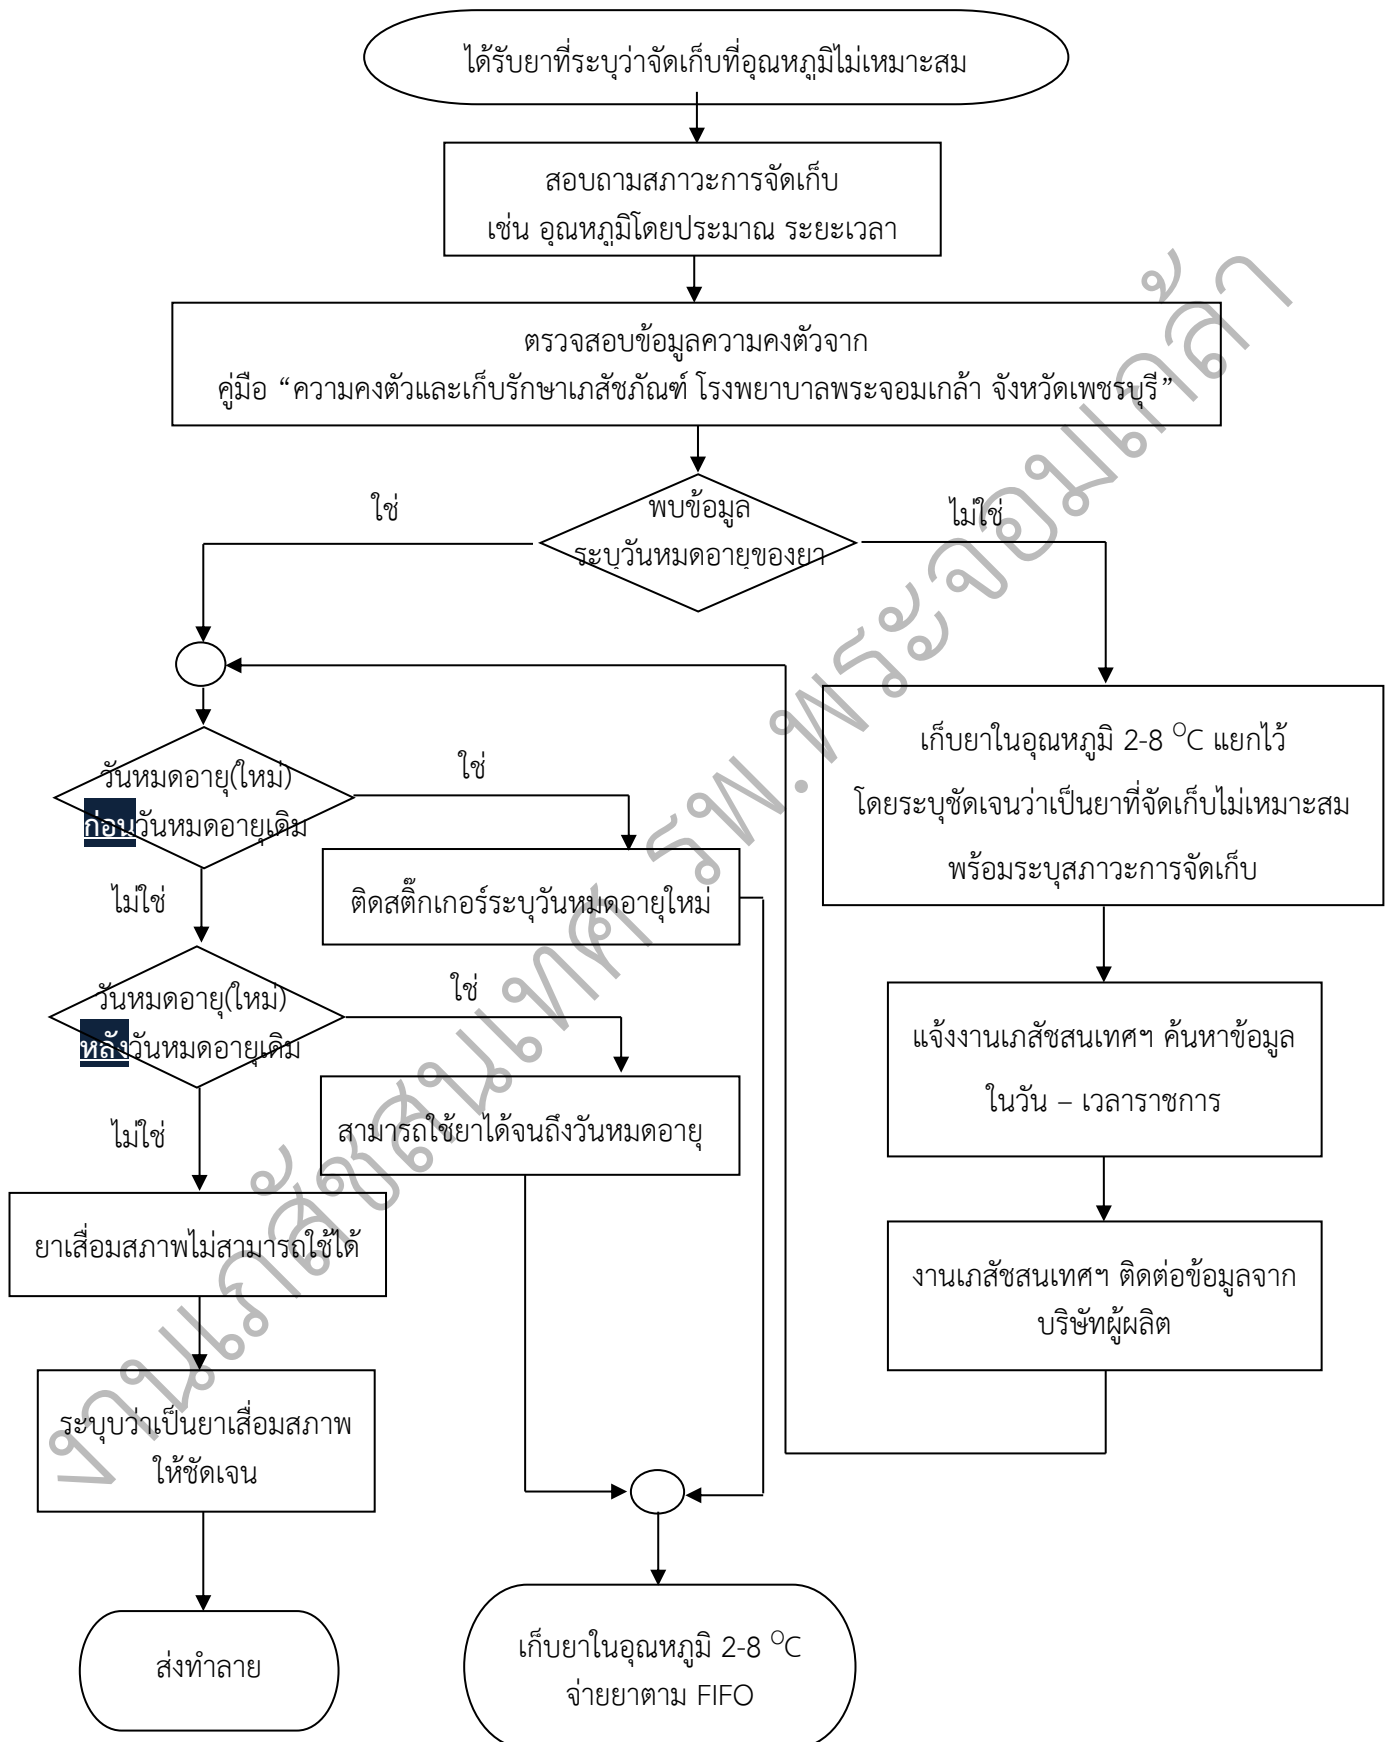 ได้รับยาที่ระบุว่าจัดเก็บที่อุณหภูมิไม่เหมาะสม
สอบถามสภาวะการจัดเก็บ
เช่น อุณหภูมิโดยประมาณ ระยะเวลา
ตรวจสอบข้อมูลความคงตัวจาก
คู่มือ “ความคงตัวและเก็บรักษาเภสัชภัณฑ์ โรงพยาบาลพระจอมเกล้า จังหวัดเพชรบุรี”
ใช่
พบข้อมูล
ระบุวันหมดอายุของยา
ไม่ใช่
วันหมดอายุ(ใหม่)
ก่อนวันหมดอายุเดิม
ใช่
ไม่ใช่
ติดสติ๊กเกอร์ระบุวันหมดอายุใหม่
เก็บยาในอุณหภูมิ 2-8 ᴼC แยกไว้
โดยระบุชัดเจนว่าเป็นยาที่จัดเก็บไม่เหมาะสม
พร้อมระบุสภาวะการจัดเก็บ
วันหมดอายุ(ใหม่)
หลังวันหมดอายุเดิม
ใช่
ไม่ใช่
สามารถใช้ยาได้จนถึงวันหมดอายุ
แจ้งงานเภสัชสนเทศฯ ค้นหาข้อมูล
ในวัน – เวลาราชการ
ยาเสื่อมสภาพไม่สามารถใช้ได้
งานเภสัชสนเทศฯ ติดต่อข้อมูลจาก
บริษัทผู้ผลิต
ระบุบว่าเป็นยาเสื่อมสภาพ
ให้ชัดเจน
ส่งทำลาย
เก็บยาในอุณหภูมิ 2-8 ᴼC
จ่ายยาตาม FIFO
งานเภสัชสนเทศ รพ.พระจอมเกล้า